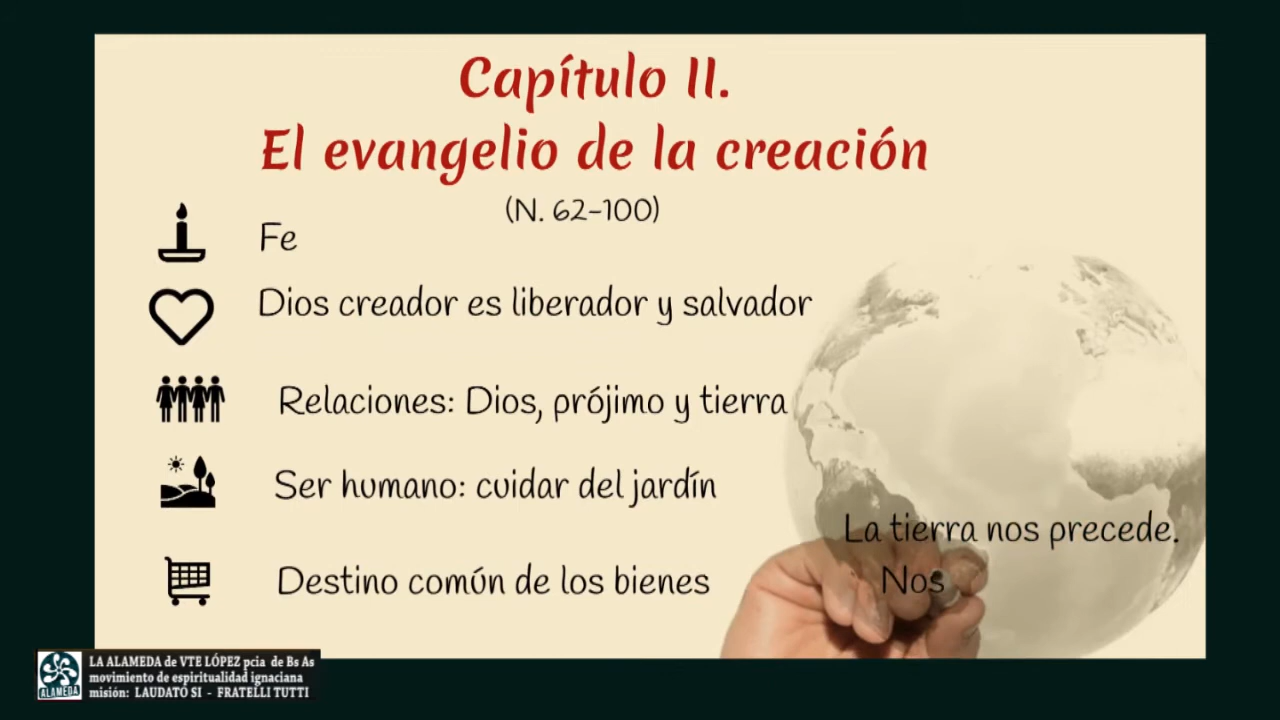 Capítulo II.
El evangelio de la creación
(N. 62-100)
Fe
Dios creador es liberador y salvador
Relaciones: Dios, prójimo y tierra
Ser humano: cuidar del jardín
La tierra nos precede.
Destino común de los bienes
Nos
LA ALAMEDA de VTE LÓPEZ pcia de Bs As
movimiento de espiritualidad ignaciana
misión: LAUDATO SI - FRATELLI TUTTI
ALAMEDA